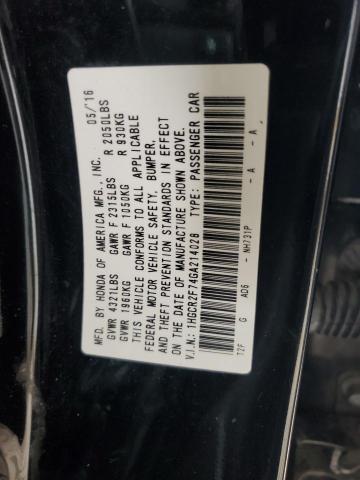 MFD. BY HONDA OF AMERICA MFG., INC. 05/'16
GVWR 4321LBS GAWR F 2315LBS R 2050LBS
GVWR 1960KG GAWR F 1050KG R 930KG
THIS VEHICLE CONFORMS TO ALL APPLICABLE
FEDERAL MOTOR VEHICLE SAFETY, BUMPER,
AND THEFT PREVENTION STANDARDS IN EFFECT
ON THE DATE OF MANUFACTURE SHOWN ABOVE.
V.I.N.: 1HGCR2F74GA214028 TYPE: PASSENGER CAR
T2F G AD6 - NH731P - A - A -